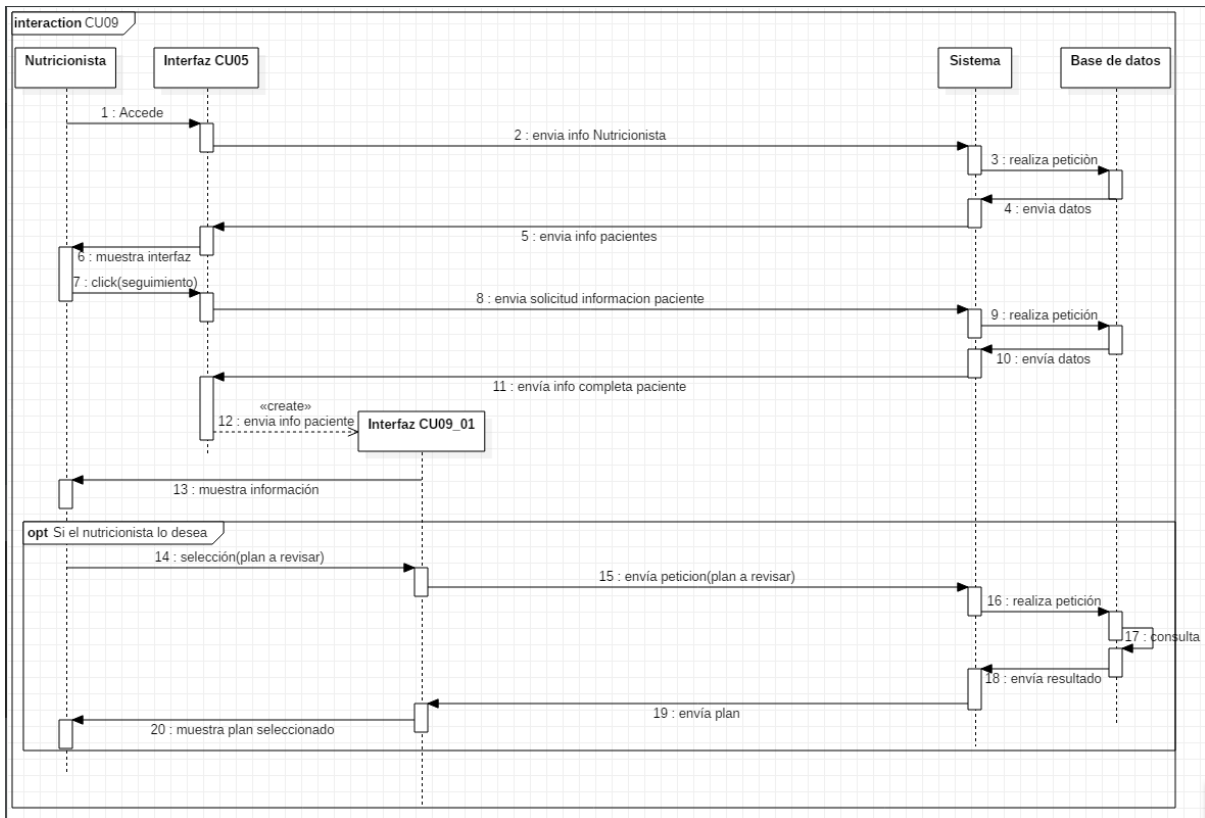 interaction CU09
Nutricionista
Interfaz CU05
Sistema
Base de datos
1 : Accede
2 : envia info Nutricionista
3 : realiza peticiòn
4 : envìa datos
5 : envia info pacientes
6 : muestra interfaz
7 : click(seguimiento)
8 : envia solicitud informacion paciente
9 : realiza petición
10 : envía datos
11 : envía info completa paciente
«create»
12 : envia info paciente
Interfaz CU09_01
13 : muestra información
opt Si el nutricionista lo desea
14 : selección(plan a revisar)
15 : envía peticion(plan a revisar)
16 : realiza petición
17 : consulta
18 : envía resultado
19 : envía plan
20 : muestra plan seleccionado